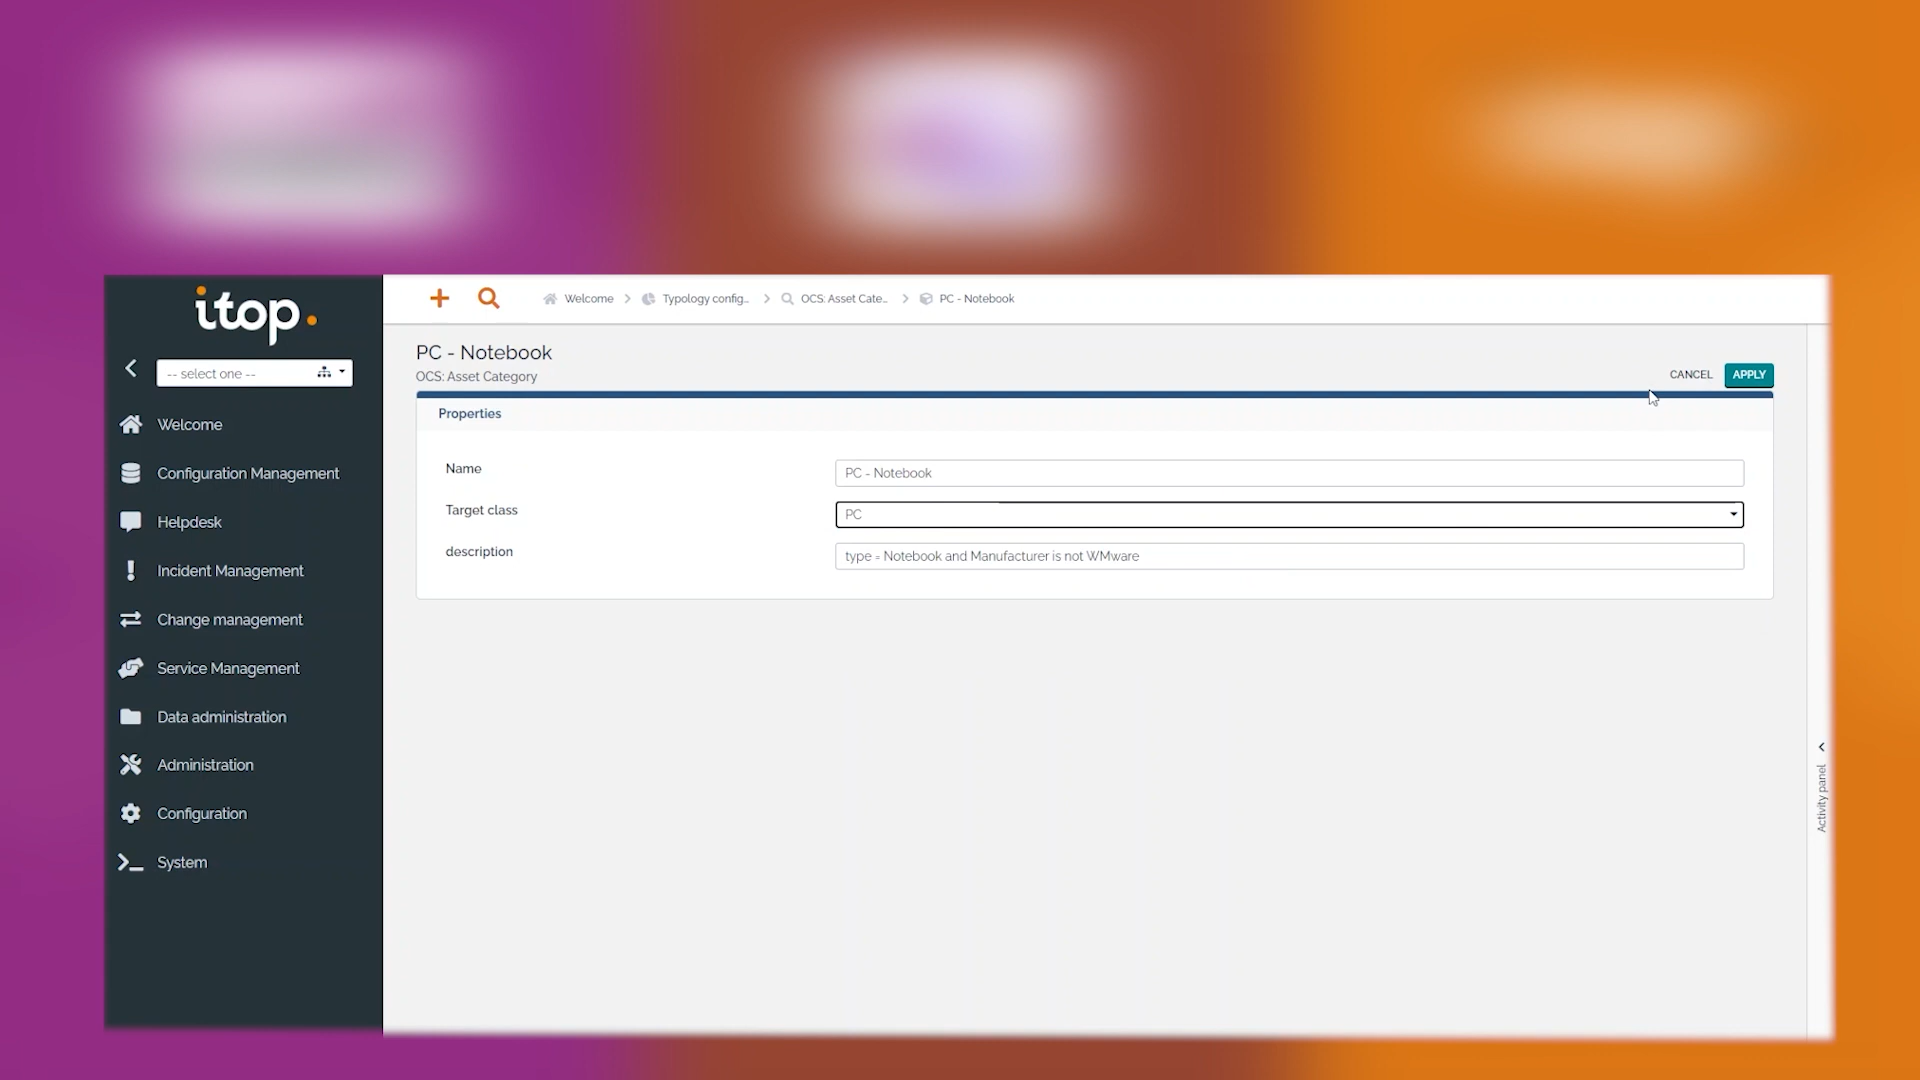 itop
Welcome
Typology config...
OCS: Asset Cate...
PC - Notebook
PC - Notebook
OCS: Asset Category
CANCEL
APPLY
-- select one --
Welcome
Configuration Management
Helpdesk
Incident Management
Change management
Service Management
Data administration
Administration
Configuration
System
Properties
Name
PC - Notebook
Target class
PC
description
type = Notebook and Manufacturer is not WMware
Activity panel